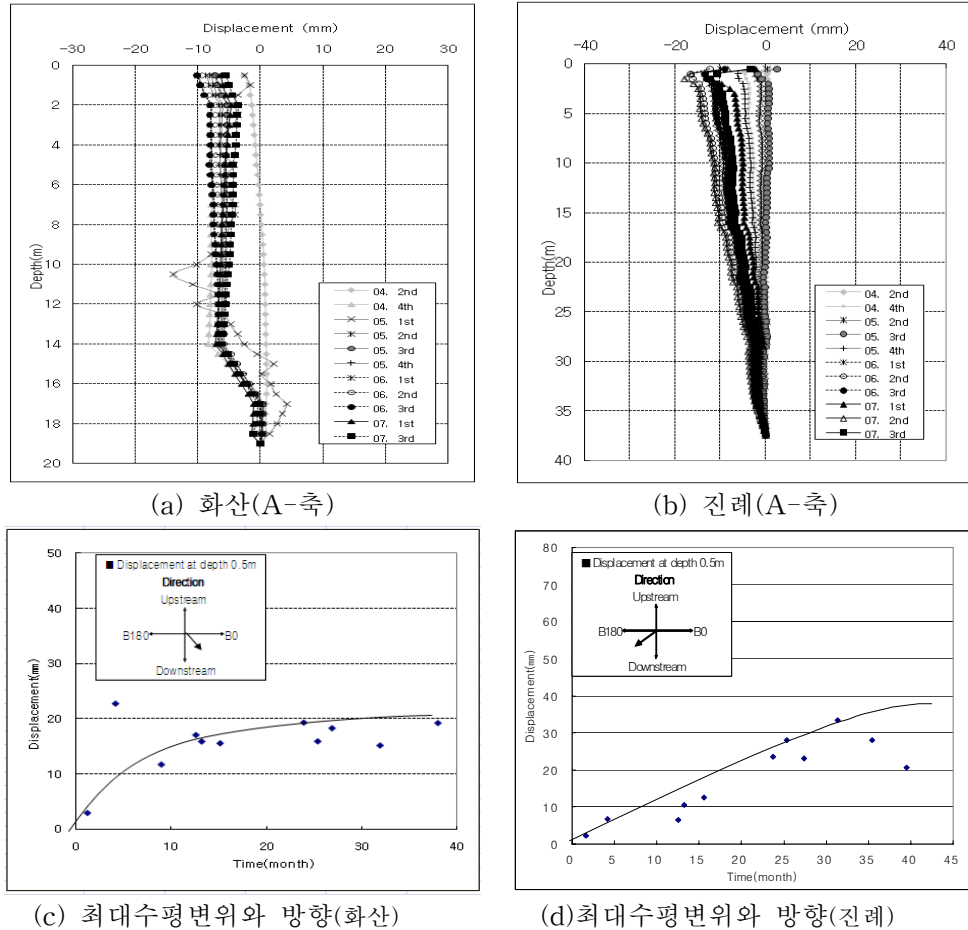 Displacement (mm)
-30 -20 -10 0 10 20 30
0
2
4
6
8
10
12
14
16
18
20
Depth(m)
04. 2nd
04. 4th
05. 1st
05. 2nd
05. 3rd
05. 4th
06. 1st
06. 2nd
06. 3rd
07. 1st
07. 3rd
(a) 화산(A-축)
Displacement (mm)
-40 -20 0 20 40
0
5
10
15
20
25
30
35
40
Depth(m)
04. 2nd
04. 4th
05. 2nd
05. 3rd
05. 4th
06. 1st
06. 2nd
06. 3rd
07. 1st
07. 2nd
07. 3rd
(b) 진례(A-축)
50
40
30
20
10
0
Displacement(mm)
■ Displacement at depth 0.5m
Direction
Upstream
B180 B0
Downstream
0 10 20 30 40
Time(month)
(c) 최대수평변위와 방향(화산)
80
70
60
50
40
30
20
10
0
Displacement(mm)
■ Displacement at depth 0.5m
Direction
Upstream
B180 B0
Downstream
0 5 10 15 20 25 30 35 40 45
Time(month)
(d)최대수평변위와 방향(진례)